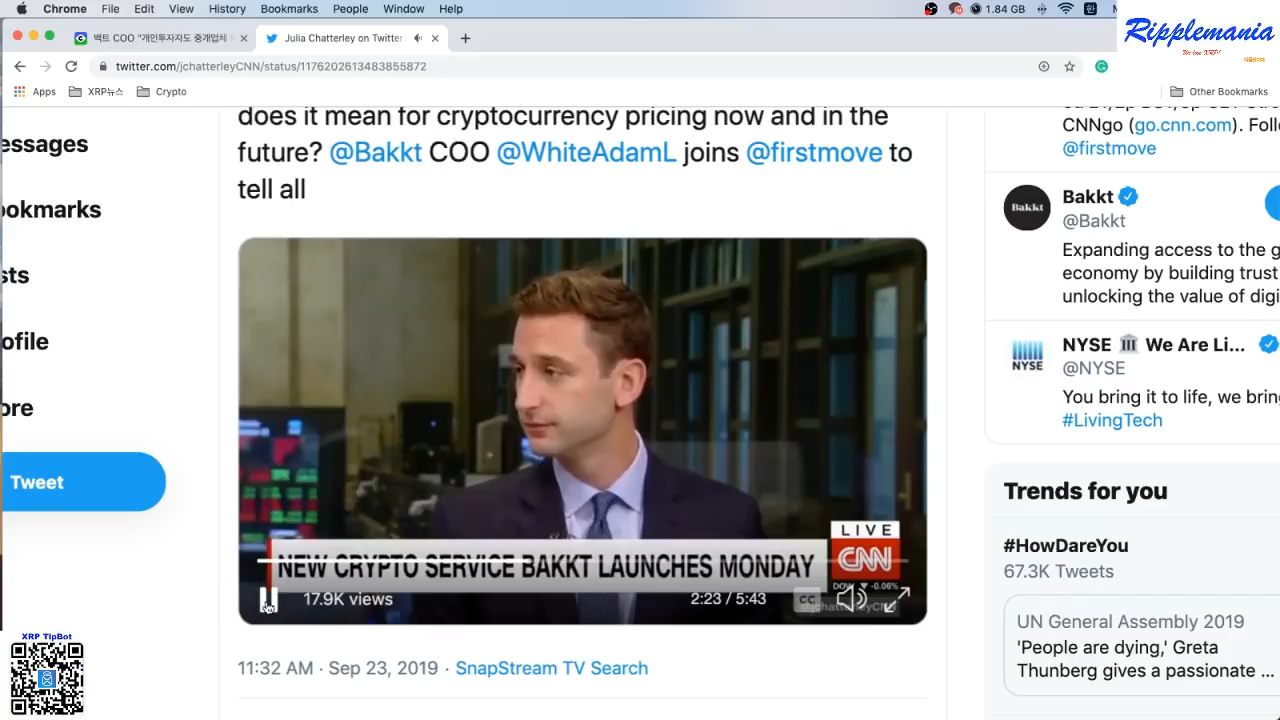 Chrome File Edit View History Bookmarks People Window Help
1.84 GB
Ripplemania
백트 COO "개인투자자도 중개업체
Julia Chatterley on Twitter
twitter.com/jchatterleyCNN/status/1176202613483855872
Apps XRP뉴스 Crypto Other Bookmarks
essages
ookmarks
sts
ofile
ore
Tweet
does it mean for cryptocurrency pricing now and in the
future? @Bakkt COO @WhiteAdamL joins @firstmove to
tell all
NEW CRYPTO SERVICE BAKKT LAUNCHES MONDAY
LIVE
CNN
DOW ▼ -0.06%
17.9K views
2:23 / 5:43
CC
@jchatterleyCNN
11:32 AM · Sep 23, 2019 · SnapStream TV Search
CNNgo (go.cnn.com). Foll
@firstmove
Bakkt
Bakkt
@Bakkt
Expanding access to the g
economy by building trust
unlocking the value of digi
NYSE
NYSE 🏛 We Are Li...
@NYSE
You bring it to life, we bring
#LivingTech
Trends for you
#HowDareYou
67.3K Tweets
UN General Assembly 2019
'People are dying,' Greta
Thunberg gives a passionate ...
XRP TipBot